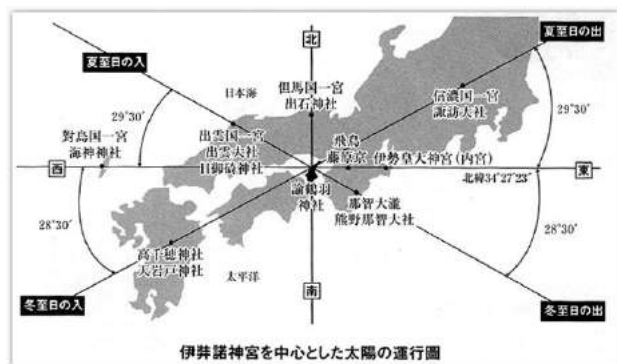 北
夏至日の入
夏至日の出
日本海
但馬国一宮
出石神社
信濃国一宮
諏訪大社
29°30'
29°30'
對島国一宮
海神神社
出雲国一宮
出雲大社
日御碕神社
飛鳥
藤原京
伊勢皇大神宮(内宮)
西
北緯34°27'23"
東
諭鶴羽
神社
那智大瀧
熊野那智大社
28°30'
28°30'
高千穂神社
天岩戸神社
太平洋
南
冬至日の入
冬至日の出
伊弉諾神宮を中心とした太陽の運行圖